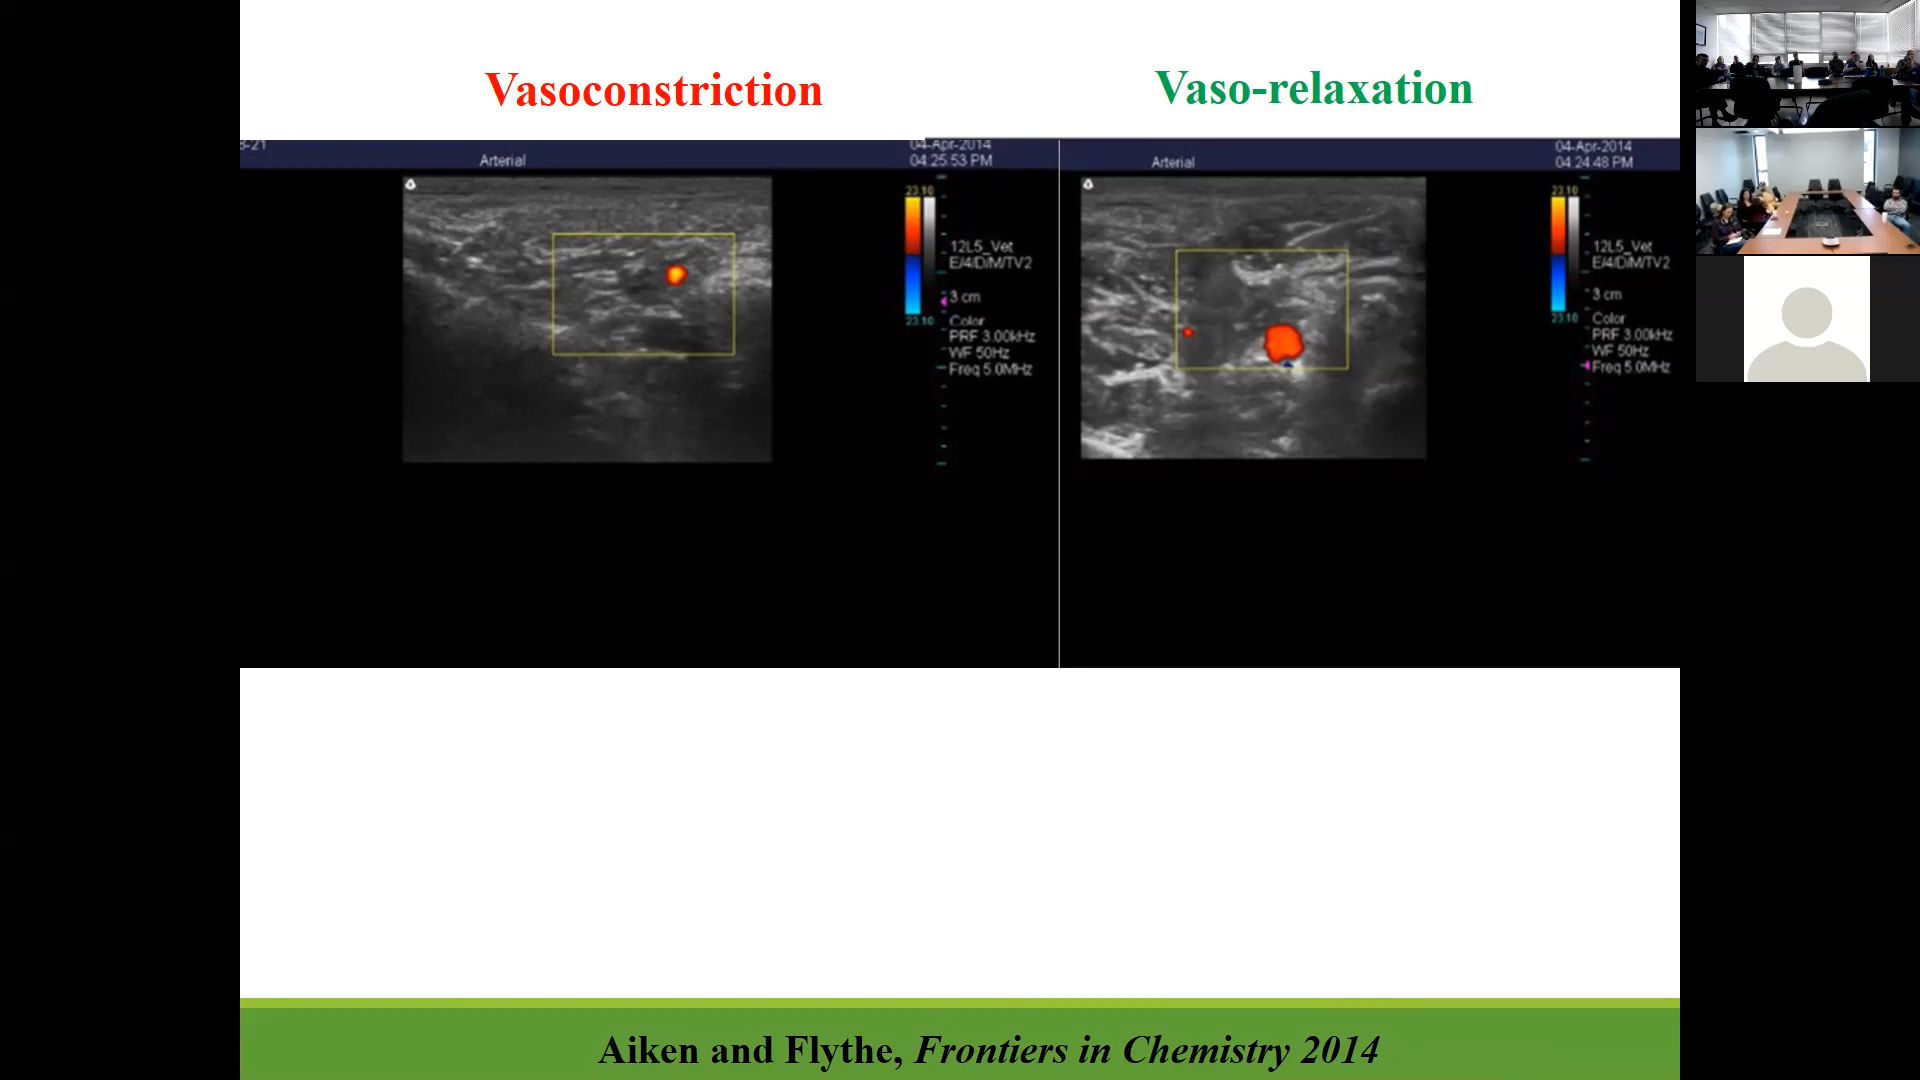 Vasoconstriction
Vaso-relaxation
Arterial
04-Apr-2014
04:25:53 PM
23.10
12L5_Vet
E/4/D/M/TV2
3 cm
23.10
Color
PRF 3.00kHz
WF 50Hz
Freq 5.0MHz
Arterial
04-Apr-2014
04:24:48 PM
23.10
12L5_Vet
E/4/D/M/TV2
3 cm
23.10
Color
PRF 3.00kHz
WF 50Hz
Freq 5.0MHz
Aiken and Flythe, Frontiers in Chemistry 2014